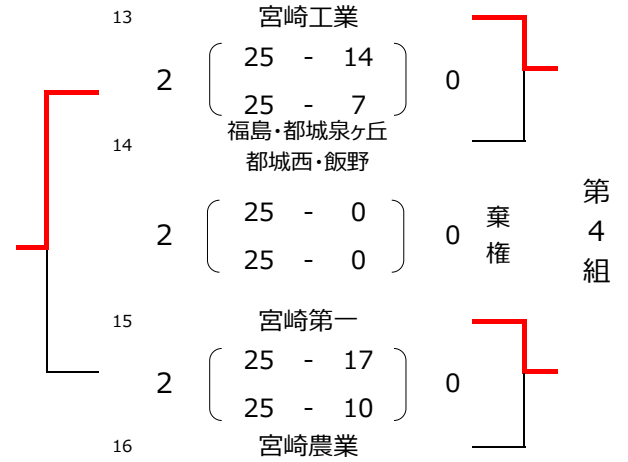 13 宮崎工業
2 25 - 14 0
25 - 7
福島・都城泉ヶ丘
14 都城西・飯野
2 25 - 0 0 棄権
25 - 0
第4組
15 宮崎第一
2 25 - 17 0
25 - 10
16 宮崎農業